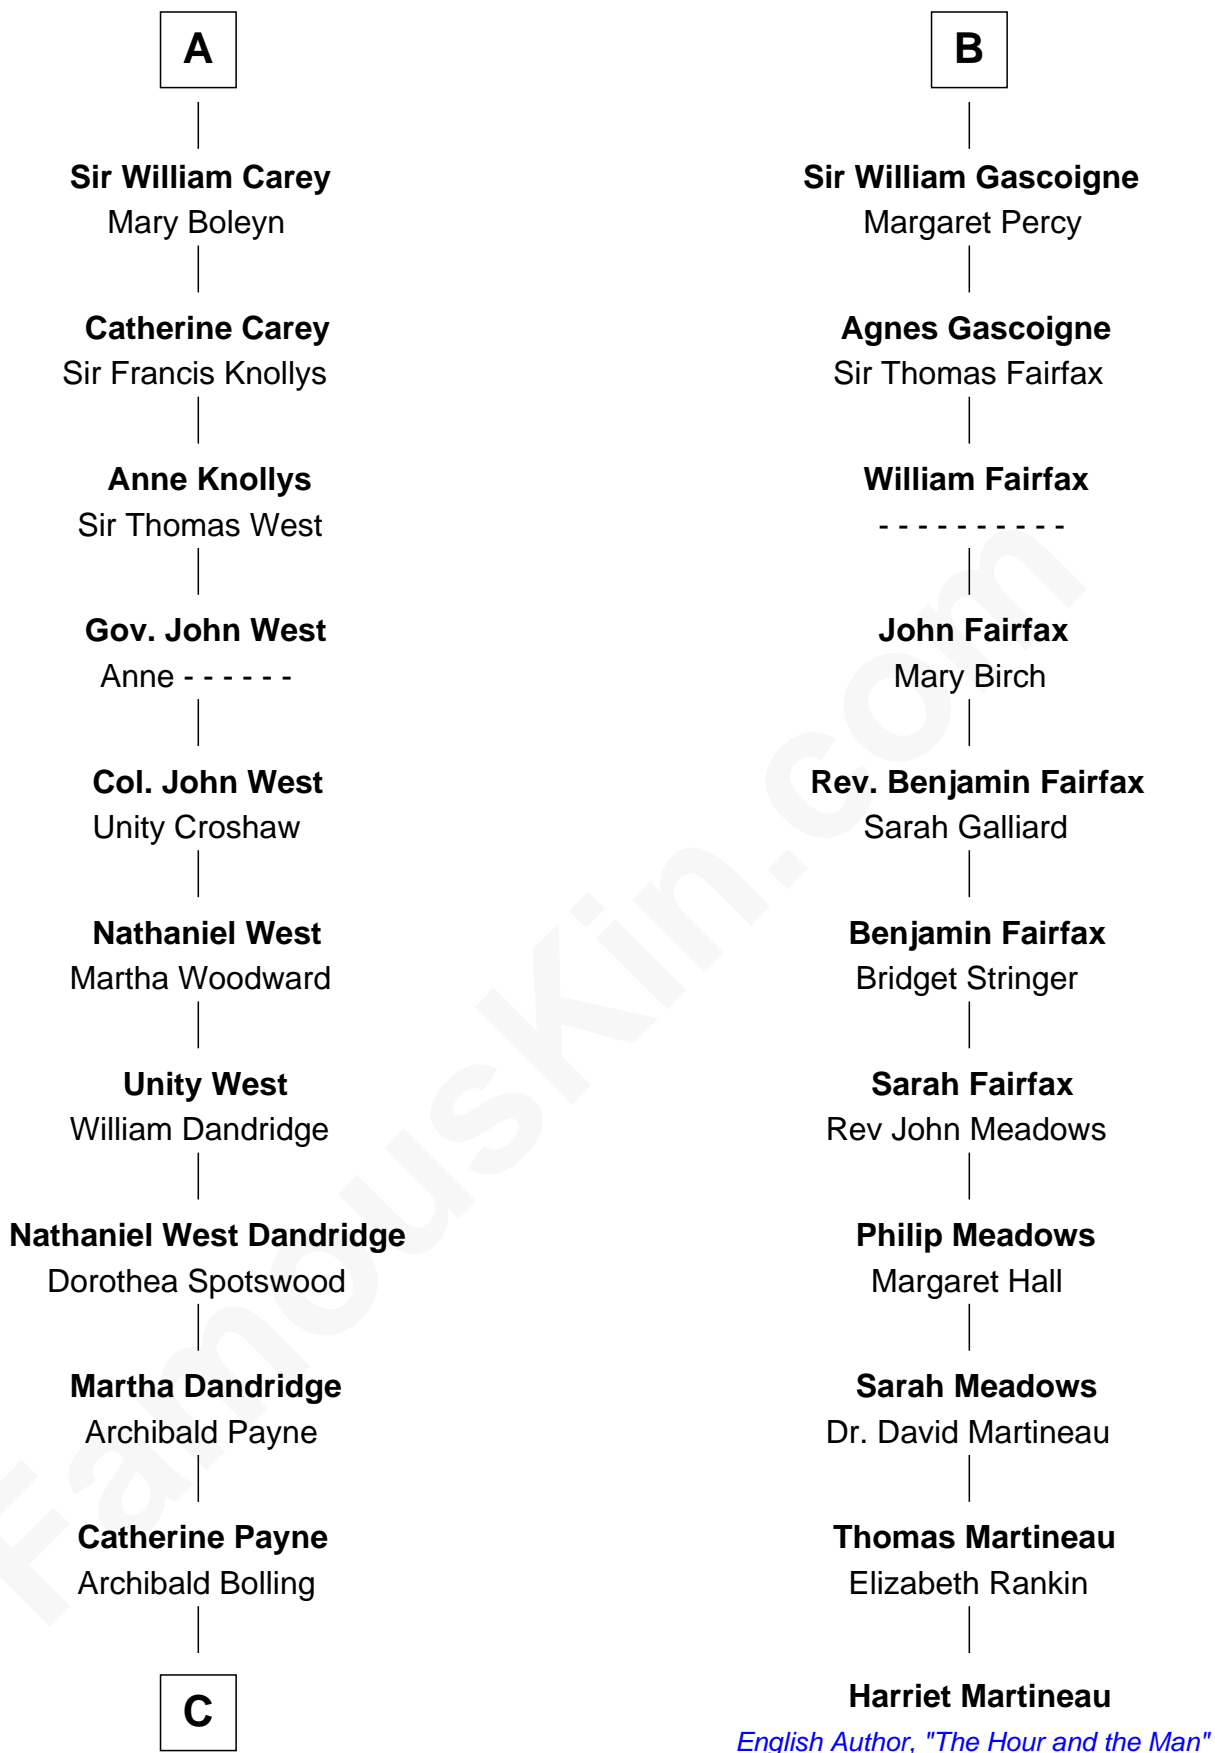 A
Sir William Carey
Mary Boleyn
Catherine Carey
Sir Francis Knollys
Anne Knollys
Sir Thomas West
Gov. John West
Anne - - - - - -
Col. John West
Unity Croshaw
Nathaniel West
Martha Woodward
Unity West
William Dandridge
Nathaniel West Dandridge
Dorothea Spotswood
Martha Dandridge
Archibald Payne
Catherine Payne
Archibald Bolling
C
B
Sir William Gascoigne
Margaret Percy
Agnes Gascoigne
Sir Thomas Fairfax
William Fairfax
- - - - - - - - - -
John Fairfax
Mary Birch
Rev. Benjamin Fairfax
Sarah Galliard
Benjamin Fairfax
Bridget Stringer
Sarah Fairfax
Rev John Meadows
Philip Meadows
Margaret Hall
Sarah Meadows
Dr. David Martineau
Thomas Martineau
Elizabeth Rankin
Harriet Martineau
English Author, "The Hour and the Man"
FamousKin.com